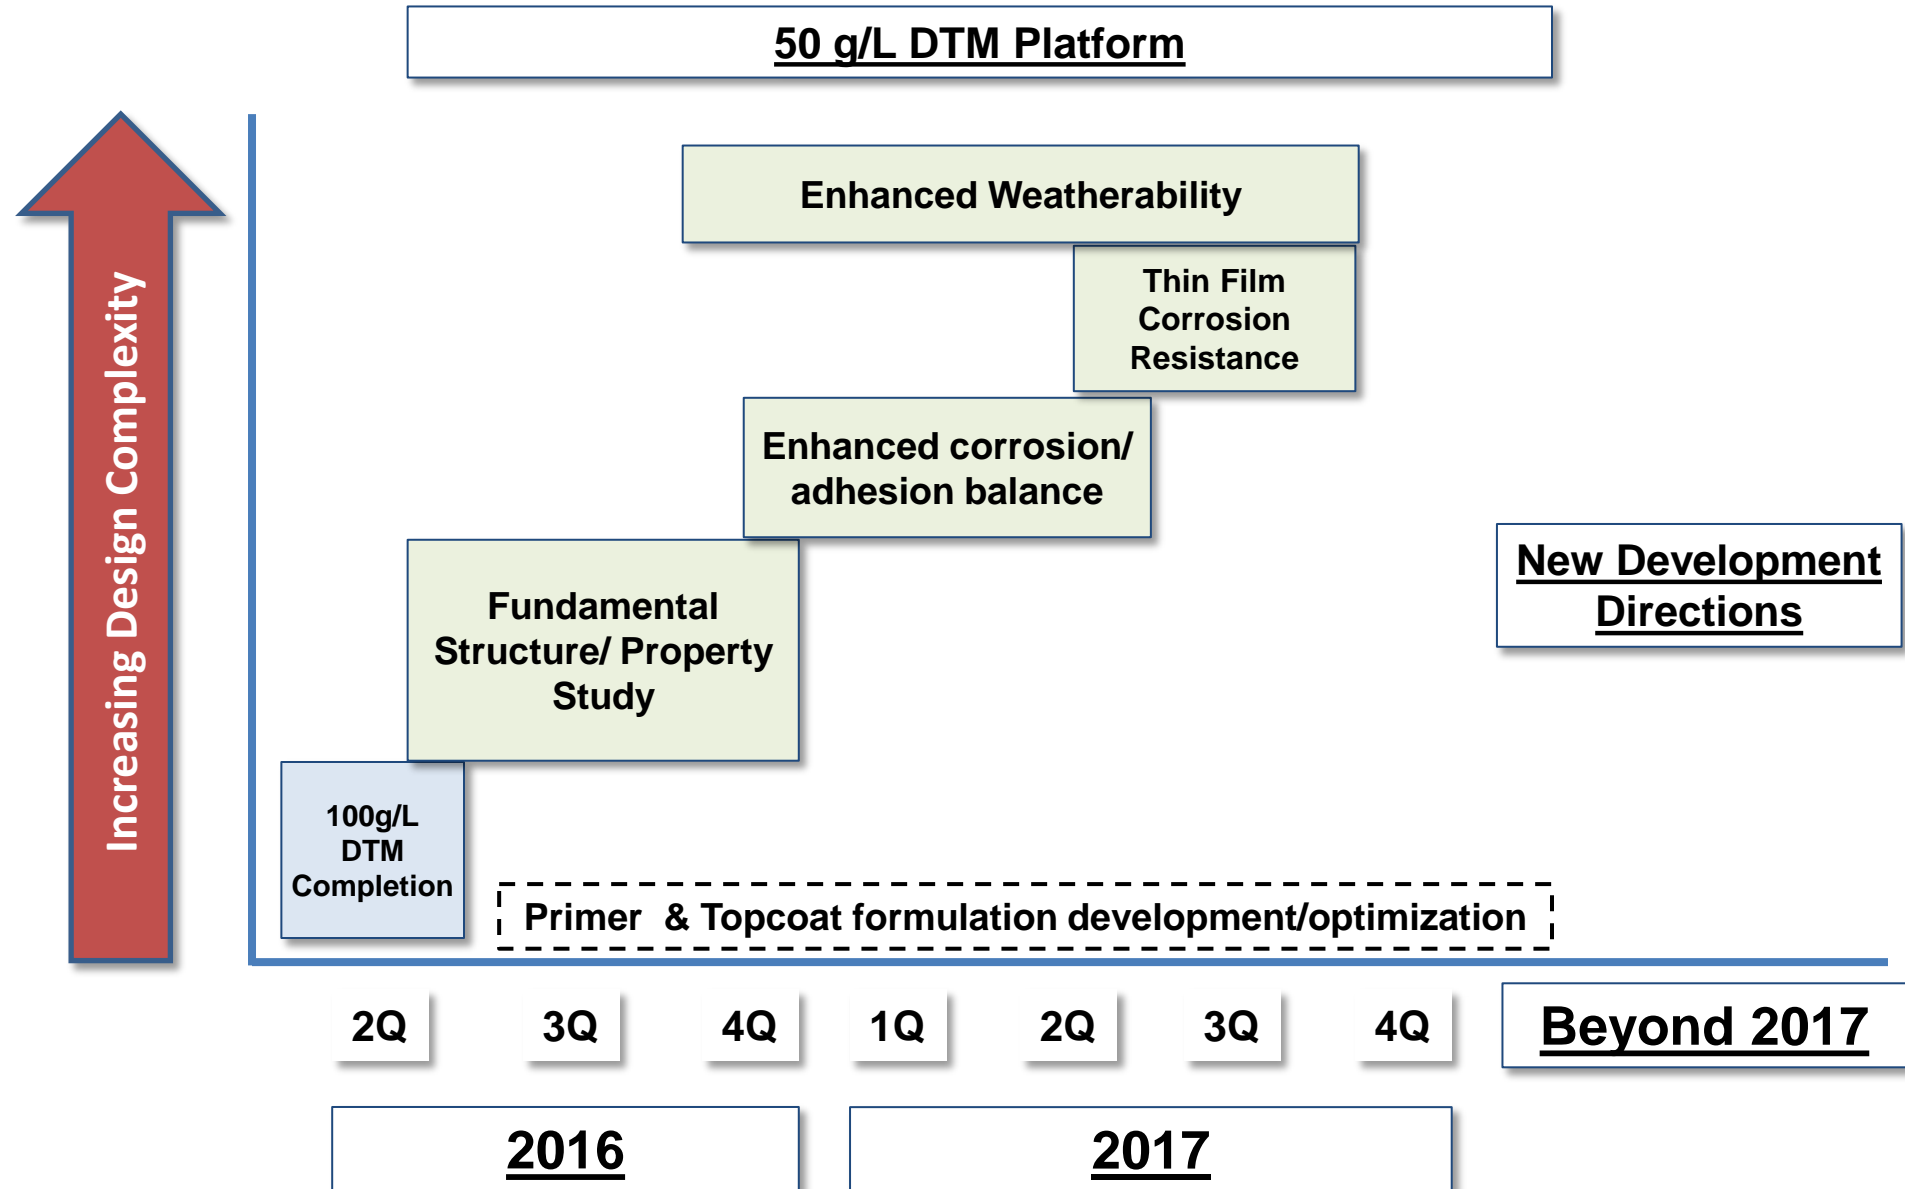 50 g/L DTM Platform
Increasing Design Complexity
Enhanced Weatherability
Thin Film
Corrosion
Resistance
Enhanced corrosion/
adhesion balance
Fundamental
Structure/ Property
Study
New Development
Directions
100g/L
DTM
Completion
Primer & Topcoat formulation development/optimization
2Q 3Q 4Q 1Q 2Q 3Q 4Q Beyond 2017
2016 2017